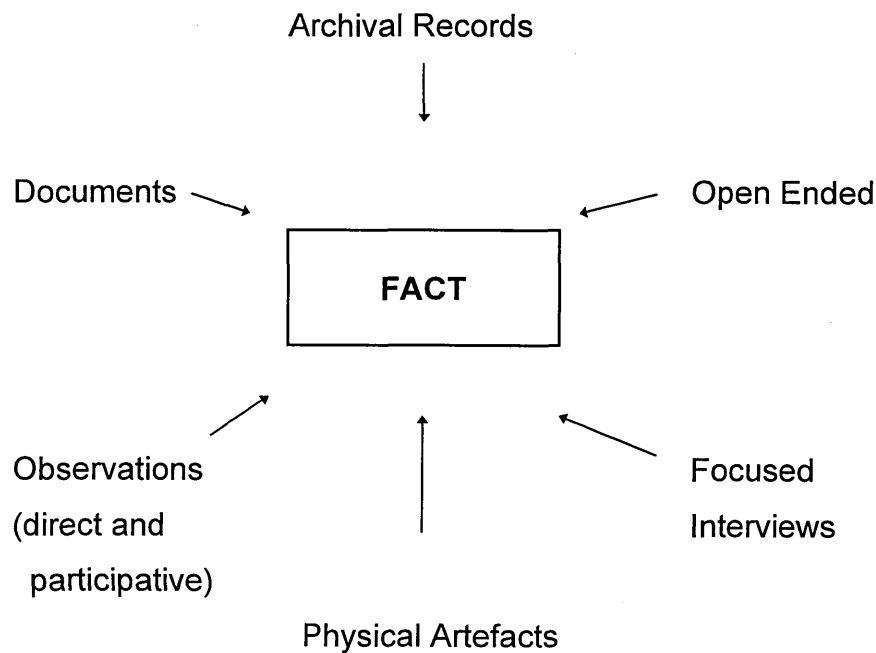 Archival Records
Documents
Open Ended
FACT
Observations
(direct and
participative)
Focused
Interviews
Physical Artefacts